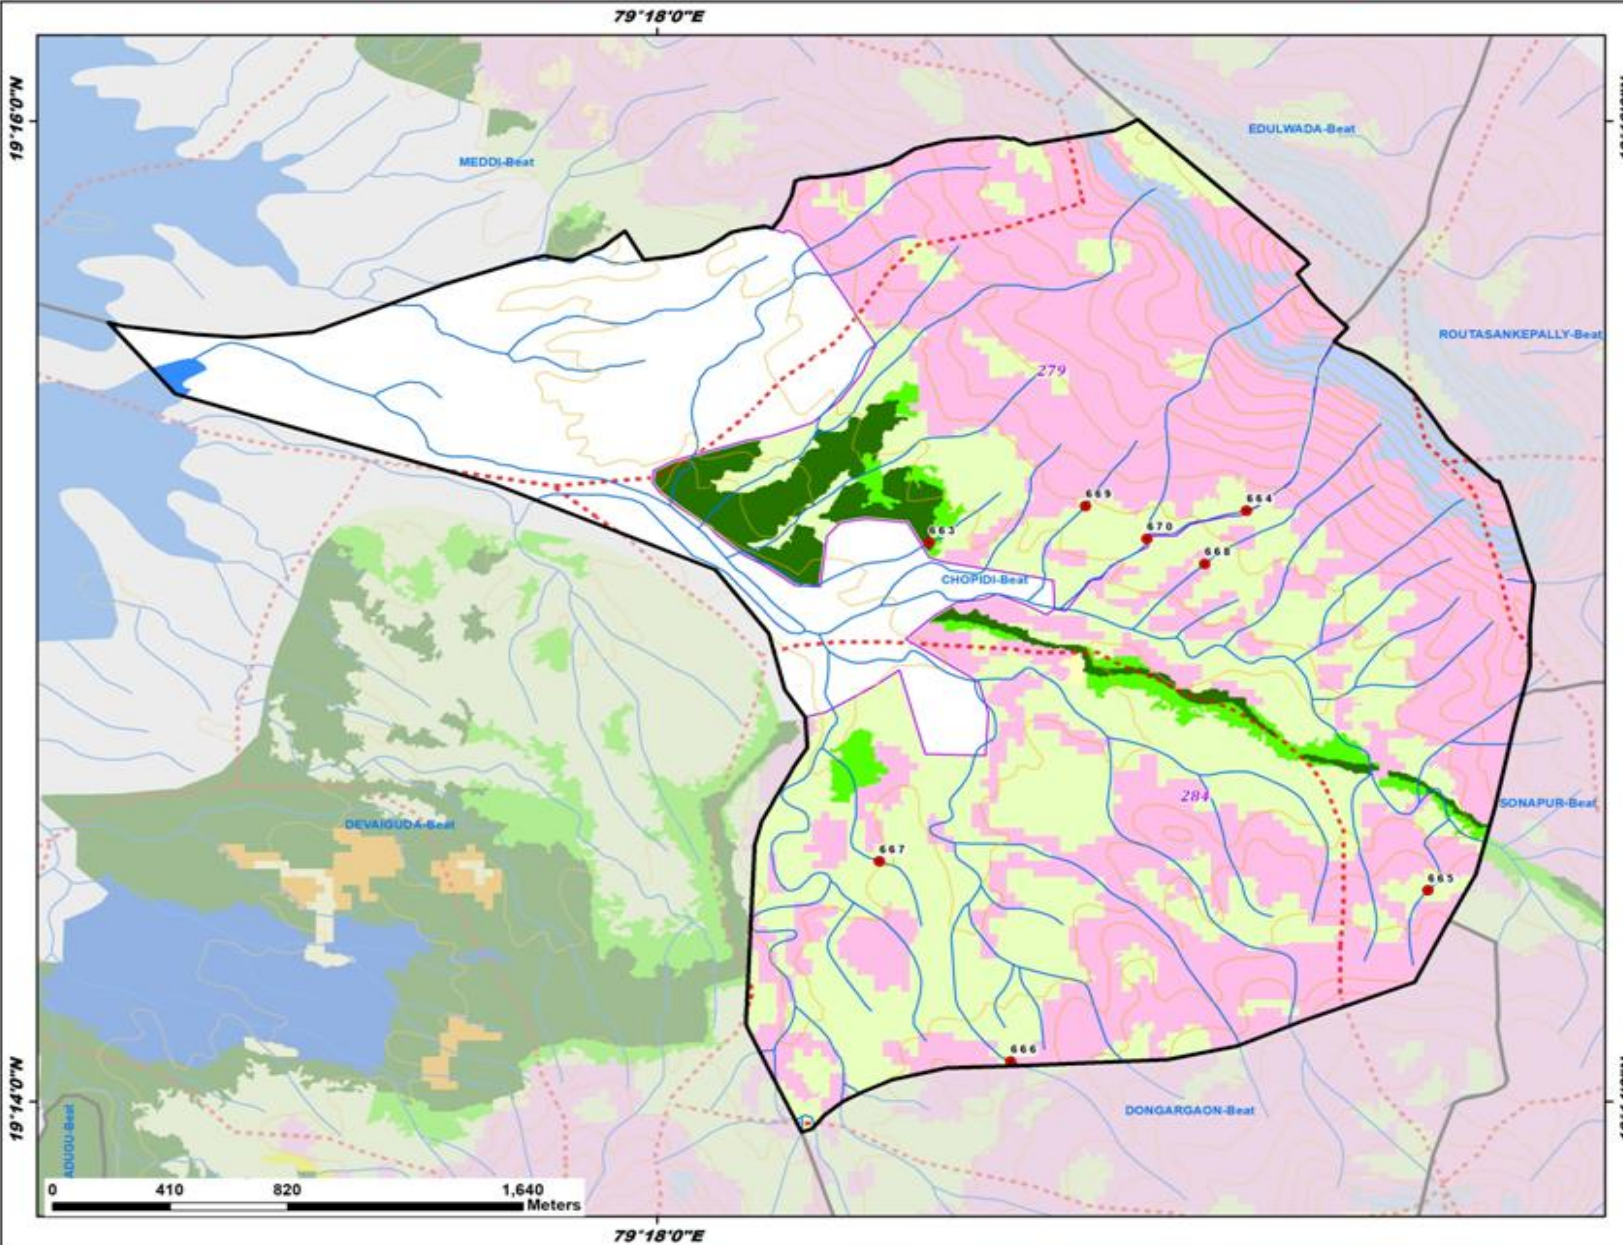 79°18'0"E
19°16'0"N
EDULWADA-Beat
MEDDI-Beat
ROUTASANKEPALLY-Beat
279
669
664
670
663
668
CHOPIDI-Beat
284
SONAPUR-Beat
DEVAIGUDA-Beat
667
665
666
19°14'0"N
ADUGU-Beat
DONGARGAON-Beat
0 410 820 1,640
Meters
79°18'0"E